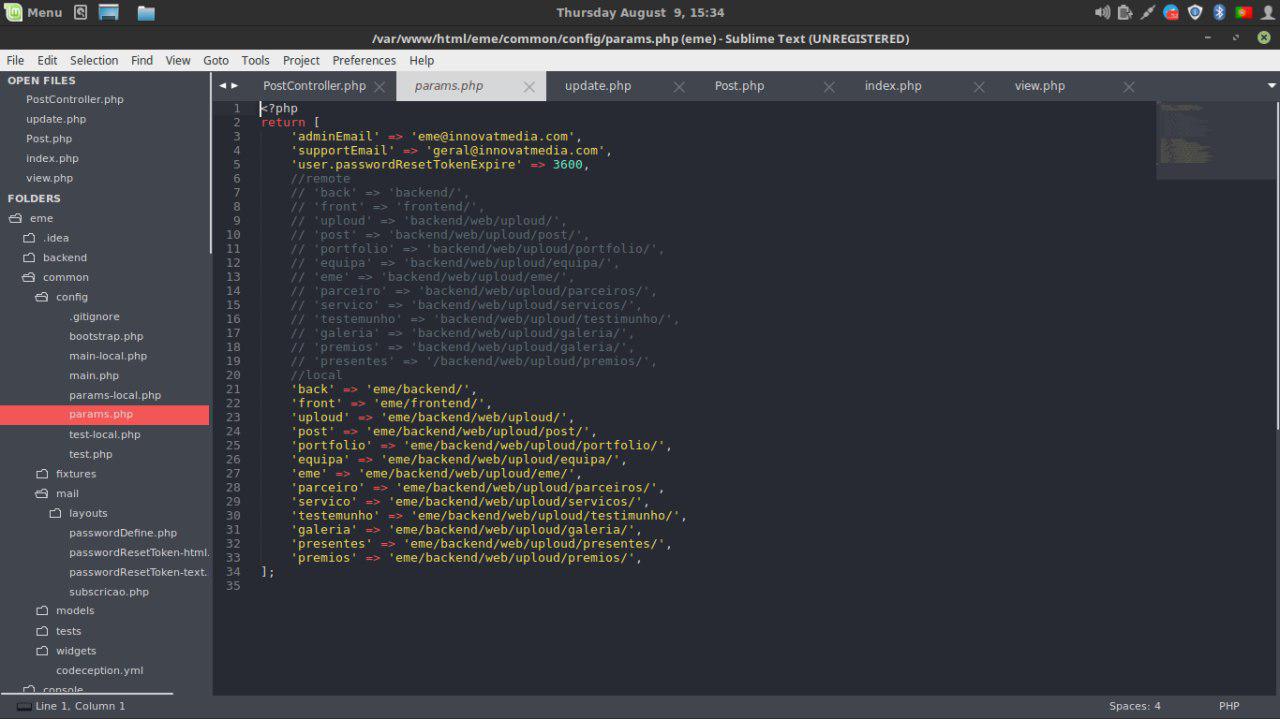 Menu
Thursday August 9, 15:34
/var/www/html/eme/common/config/params.php (eme) - Sublime Text (UNREGISTERED)
File Edit Selection Find View Goto Tools Project Preferences Help
OPEN FILES
PostController.php
update.php
Post.php
index.php
view.php
FOLDERS
eme
.idea
backend
common
config
.gitignore
bootstrap.php
main-local.php
main.php
params-local.php
params.php
test-local.php
test.php
fixtures
mail
layouts
passwordDefine.php
passwordResetToken-html.
passwordResetToken-text.
subscricao.php
models
tests
widgets
codeception.yml
console
PostController.php params.php update.php Post.php index.php view.php
1 <?php
2 return [
3 'adminEmail' => 'eme@innovatmedia.com',
4 'supportEmail' => 'geral@innovatmedia.com',
5 'user.passwordResetTokenExpire' => 3600,
6 //remote
7 // 'back' => 'backend/',
8 // 'front' => 'frontend/',
9 // 'uploud' => 'backend/web/uploud/',
10 // 'post' => 'backend/web/uploud/post/',
11 // 'portfolio' => 'backend/web/uploud/portfolio/',
12 // 'equipa' => 'backend/web/uploud/equipa/',
13 // 'eme' => 'backend/web/uploud/eme/',
14 // 'parceiro' => 'backend/web/uploud/parceiros/',
15 // 'servico' => 'backend/web/uploud/servicos/',
16 // 'testemunho' => 'backend/web/uploud/testimunho/',
17 // 'galeria' => 'backend/web/uploud/galeria/',
18 // 'premios' => 'backend/web/uploud/galeria/',
19 // 'presentes' => '/backend/web/uploud/premios/',
20 //local
21 'back' => 'eme/backend/',
22 'front' => 'eme/frontend/',
23 'uploud' => 'eme/backend/web/uploud/',
24 'post' => 'eme/backend/web/uploud/post/',
25 'portfolio' => 'eme/backend/web/uploud/portfolio/',
26 'equipa' => 'eme/backend/web/uploud/equipa/',
27 'eme' => 'eme/backend/web/uploud/eme/',
28 'parceiro' => 'eme/backend/web/uploud/parceiros/',
29 'servico' => 'eme/backend/web/uploud/servicos/',
30 'testemunho' => 'eme/backend/web/uploud/testimunho/',
31 'galeria' => 'eme/backend/web/uploud/galeria/',
32 'presentes' => 'eme/backend/web/uploud/presentes/',
33 'premios' => 'eme/backend/web/uploud/premios/',
34 ];
35
Line 1, Column 1
Spaces: 4
PHP